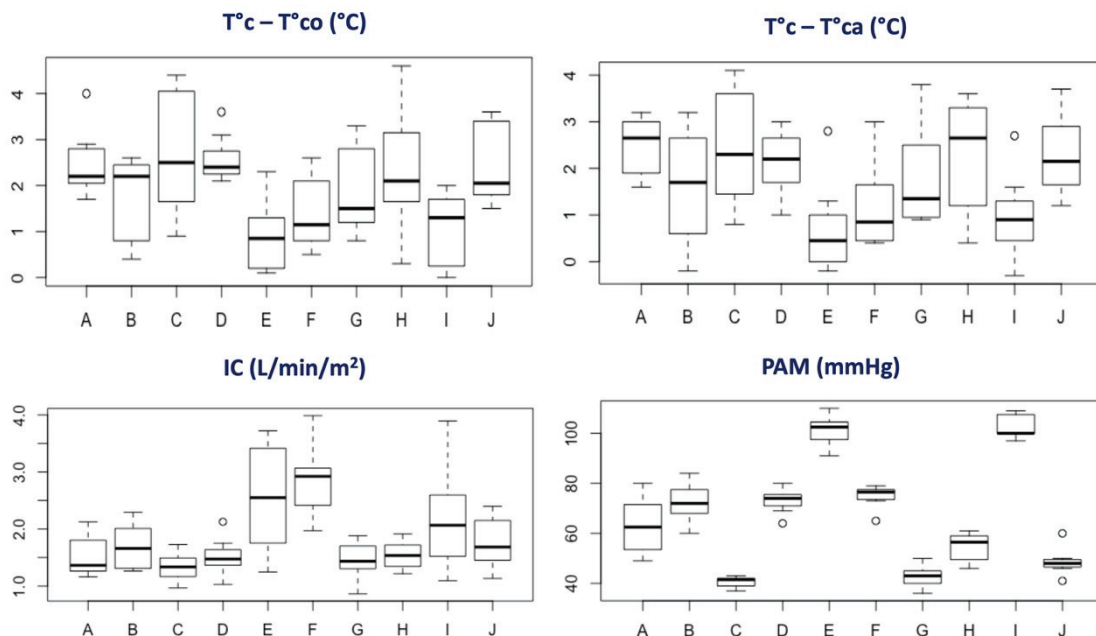 T°c – T°co (°C)
4
3
2
1
0
A B C D E F G H I J
T°c – T°ca (°C)
4
3
2
1
0
A B C D E F G H I J
IC (L/min/m²)
4.0
3.0
2.0
1.0
A B C D E F G H I J
PAM (mmHg)
100
80
60
40
A B C D E F G H I J